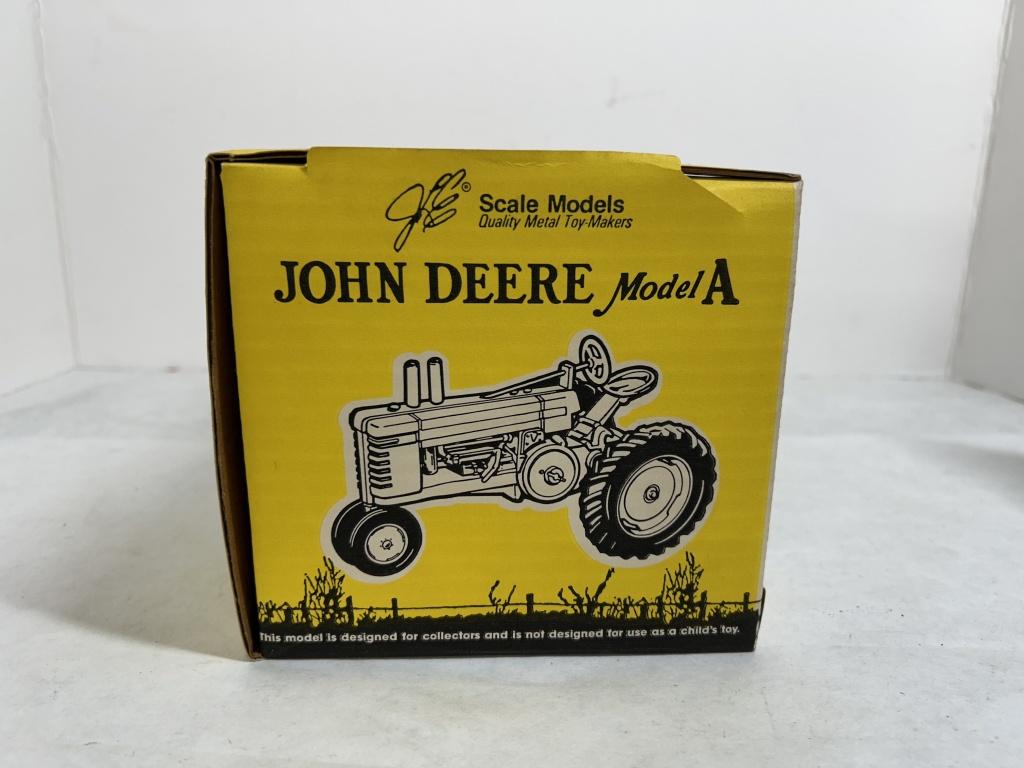 JLE® Scale Models
Quality Metal Toy-Makers
JOHN DEERE Model A
This model is designed for collectors and is not designed for use as a child's toy.